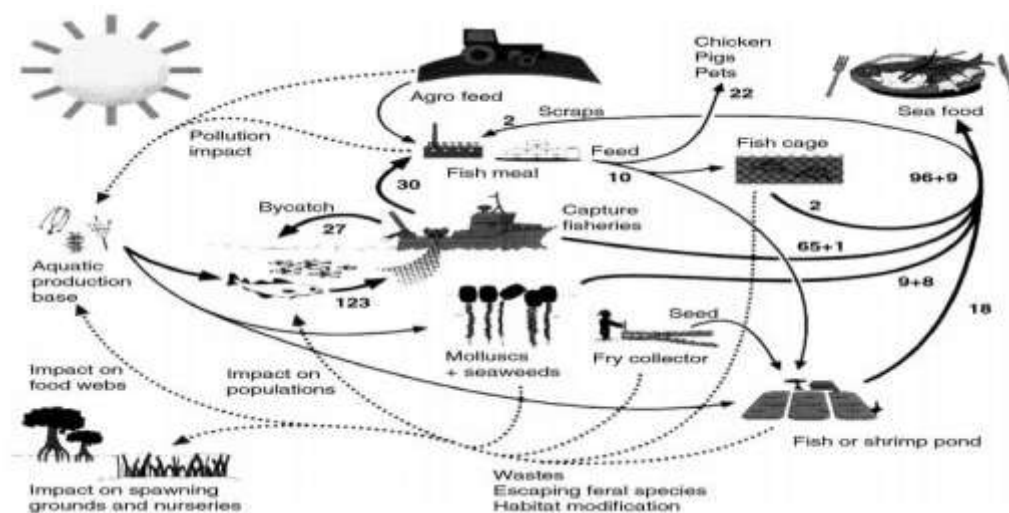 Chicken
Pigs
Pets
22
Sea food
Agro feed
Scraps
2
Pollution
impact
Feed
Fish cage
Fish meal
10
30
96+9
Bycatch
27
Capture
fisheries
2
65+1
Aquatic
production
base
123
9+8
18
Seed
Molluscs
+ seaweeds
Fry collector
Impact on
food webs
Impact on
populations
Fish or shrimp pond
Wastes
Escaping feral species
Habitat modification
Impact on spawning
grounds and nurseries